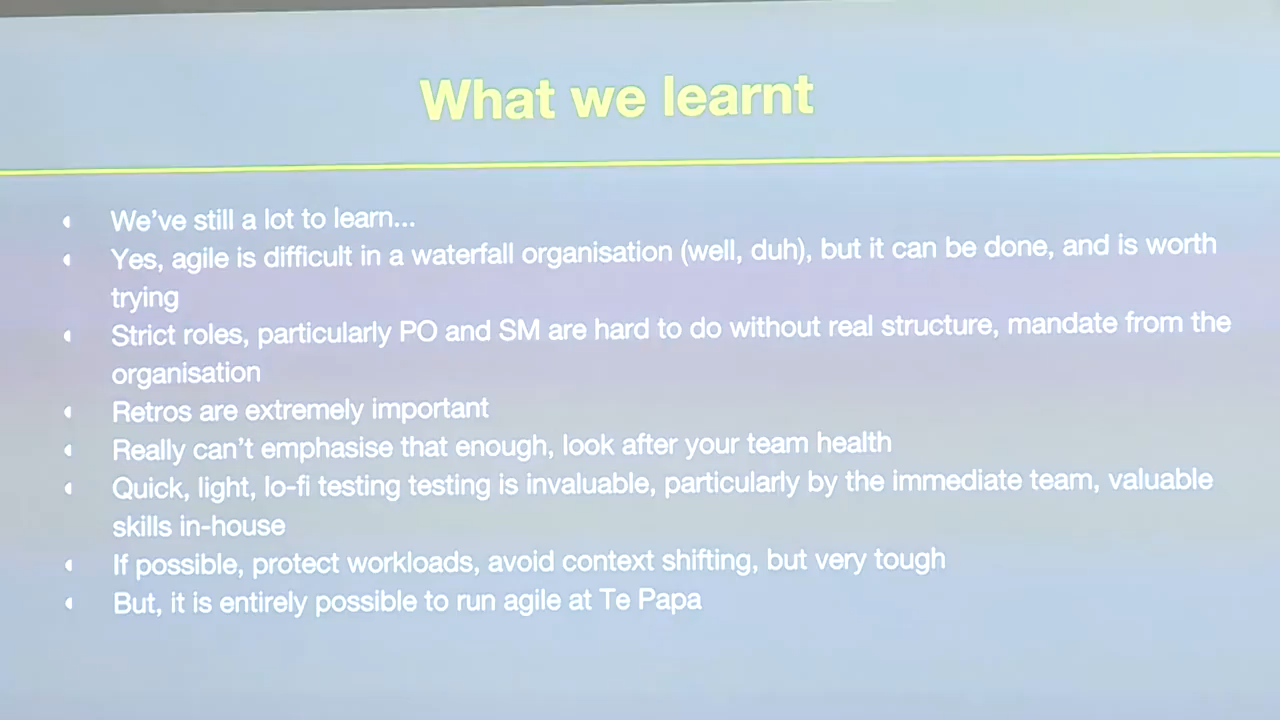 What we learnt
We've still a lot to learn...
Yes, agile is difficult in a waterfall organisation (well, duh), but it can be done, and is worth
trying
Strict roles, particularly PO and SM are hard to do without real structure, mandate from the
organisation
Retros are extremely important
Really can't emphasise that enough, look after your team health
Quick, light, lo-fi testing testing is invaluable, particularly by the immediate team, valuable
skills in-house
If possible, protect workloads, avoid context shifting, but very tough
But, it is entirely possible to run agile at Te Papa